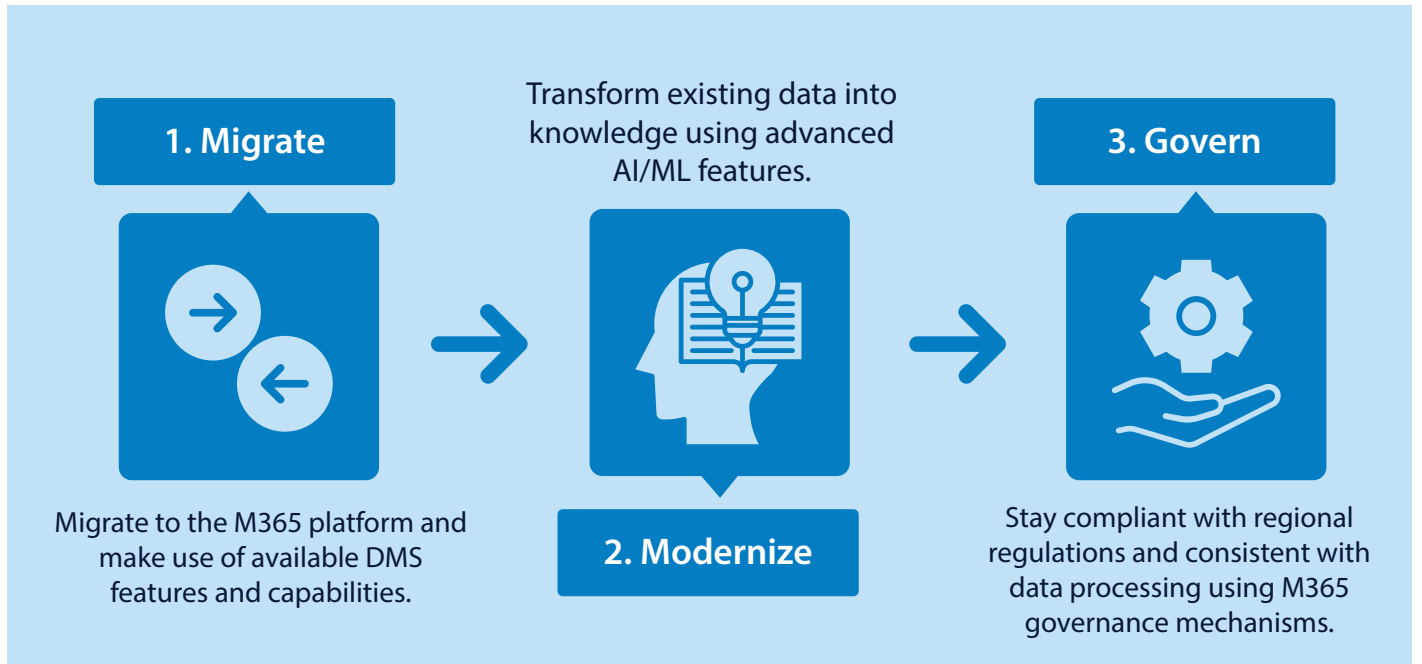 1. Migrate
Migrate to the M365 platform and
make use of available DMS
features and capabilities.
Transform existing data into
knowledge using advanced
AI/ML features.
2. Modernize
3. Govern
Stay compliant with regional
regulations and consistent with
data processing using M365
governance mechanisms.